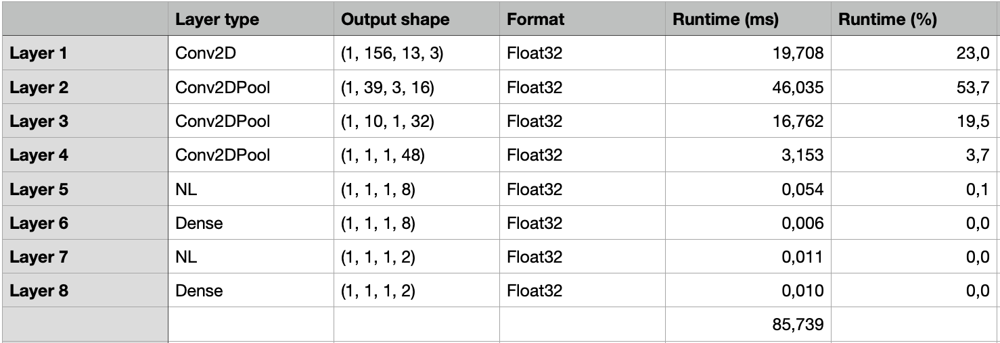 Layer type Output shape Format Runtime (ms) Runtime (%)
Layer 1 Conv2D (1, 156, 13, 3) Float32 19,708 23,0
Layer 2 Conv2DPool (1, 39, 3, 16) Float32 46,035 53,7
Layer 3 Conv2DPool (1, 10, 1, 32) Float32 16,762 19,5
Layer 4 Conv2DPool (1, 1, 1, 48) Float32 3,153 3,7
Layer 5 NL (1, 1, 1, 8) Float32 0,054 0,1
Layer 6 Dense (1, 1, 1, 8) Float32 0,006 0,0
Layer 7 NL (1, 1, 1, 2) Float32 0,011 0,0
Layer 8 Dense (1, 1, 1, 2) Float32 0,010 0,0
85,739